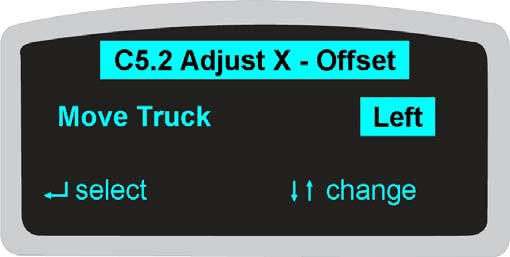 C5.2 Adjust X - Offset
Move Truck Left
↵ select ↓↑ change